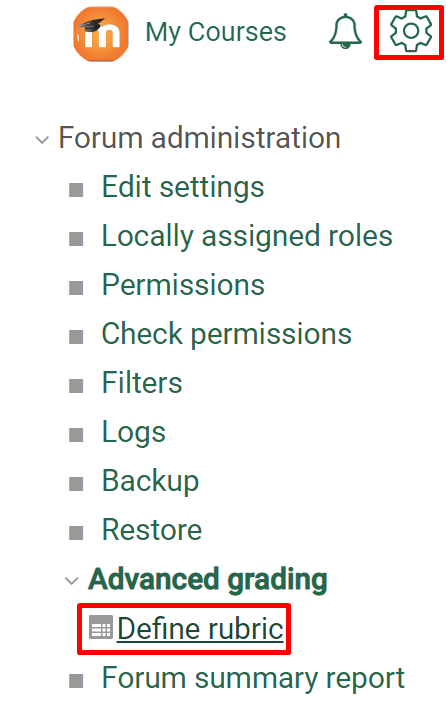 m My Courses
Forum administration
Edit settings
Locally assigned roles
Permissions
Check permissions
Filters
Logs
Backup
Restore
Advanced grading
Define rubric
Forum summary report